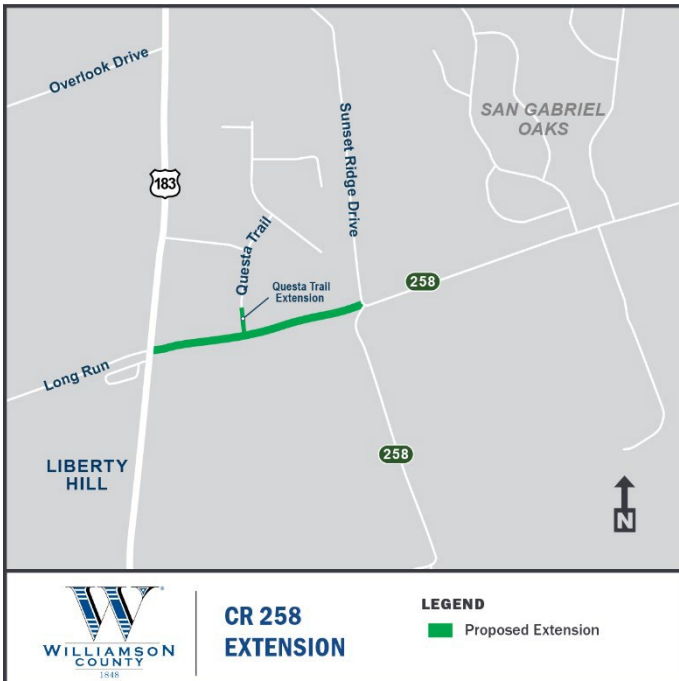 Overlook Drive
183
Sunset Ridge Drive
SAN GABRIEL
OAKS
Questa Trail
Questa Trail
Extension
258
Long Run
258
LIBERTY
HILL
N
W
WILLIAMSON
COUNTY
1848
CR 258
EXTENSION
LEGEND
Proposed Extension